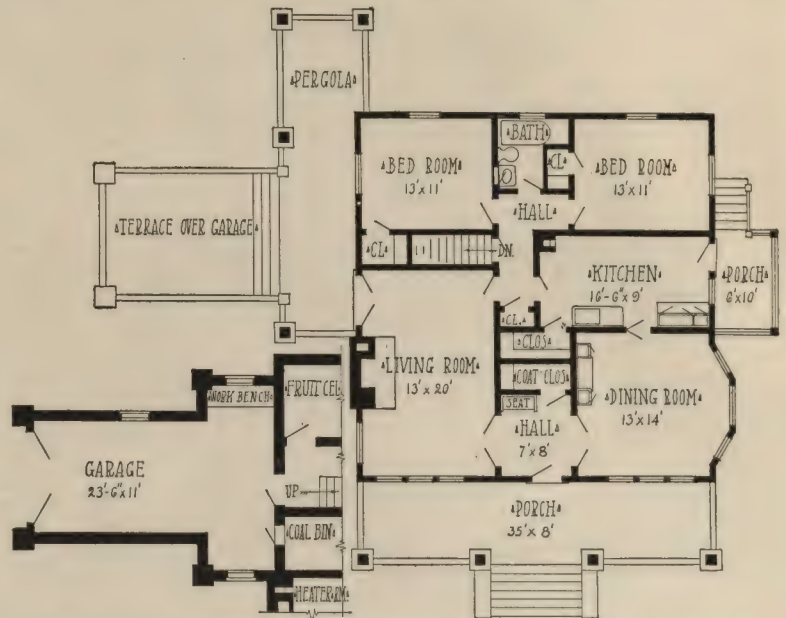 PERGOLA
BATH
BED ROOM
13'x11'
CL
BED ROOM
13'x11'
HALL
TERRACE OVER GARAGE
CL
DN.
KITCHEN
16'-6"x9'
PORCH
6'x10'
CL.
CLOS
LIVING ROOM
13'x20'
COAT CLOS
SEAT
DINING ROOM
13'x14'
HALL
7'x8'
WORK BENCH
FRUIT CEL
GARAGE
23'-6"x11'
UP
COAL BIN
HEATER RM.
PORCH
35'x8'